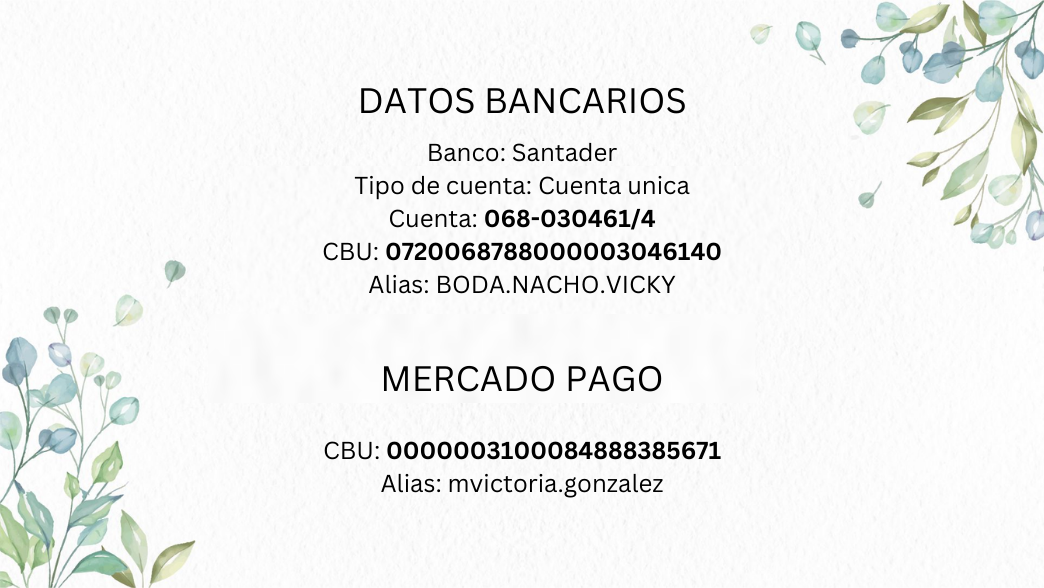 DATOS BANCARIOS
Banco: Santader
Tipo de cuenta: Cuenta unica
Cuenta: 068-030461/4
CBU: 0720068788000003046140
Alias: BODA.NACHO.VICKY
MERCADO PAGO
CBU: 0000003100084888385671
Alias: mvictoria.gonzalez